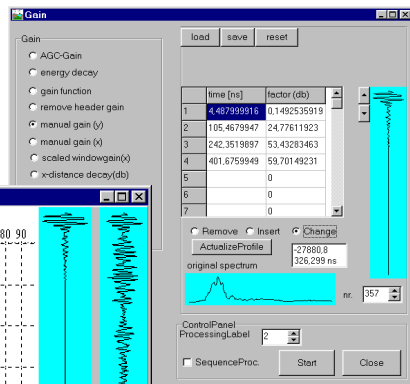 Gain
Gain
AGC-Gain
energy decay
gain function
remove header gain
manual gain (y)
manual gain (x)
scaled windowgain(x)
x-distance decay(db)
load save reset
time [ns] factor (db)
1 4,487999916 0,1492535919
2 105,4679947 24,77611923
3 242,3519897 53,43283463
4 401,6759949 59,70149231
5 0
6 0
7 0
Remove Insert Change
ActualizeProfile
-27880,8
326,299 ns
original spectrum
nr. 357
80 90
ControlPanel
ProcessingLabel 2
SequenceProc. Start Close